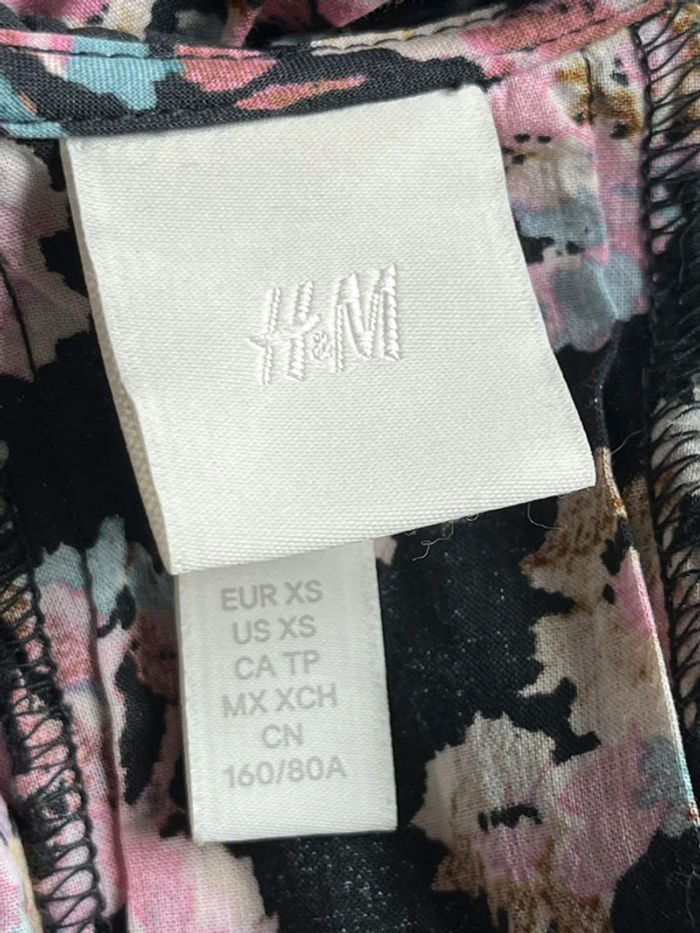 H&M
EUR XS
US XS
CA TP
MX XCH
CN
160/80A